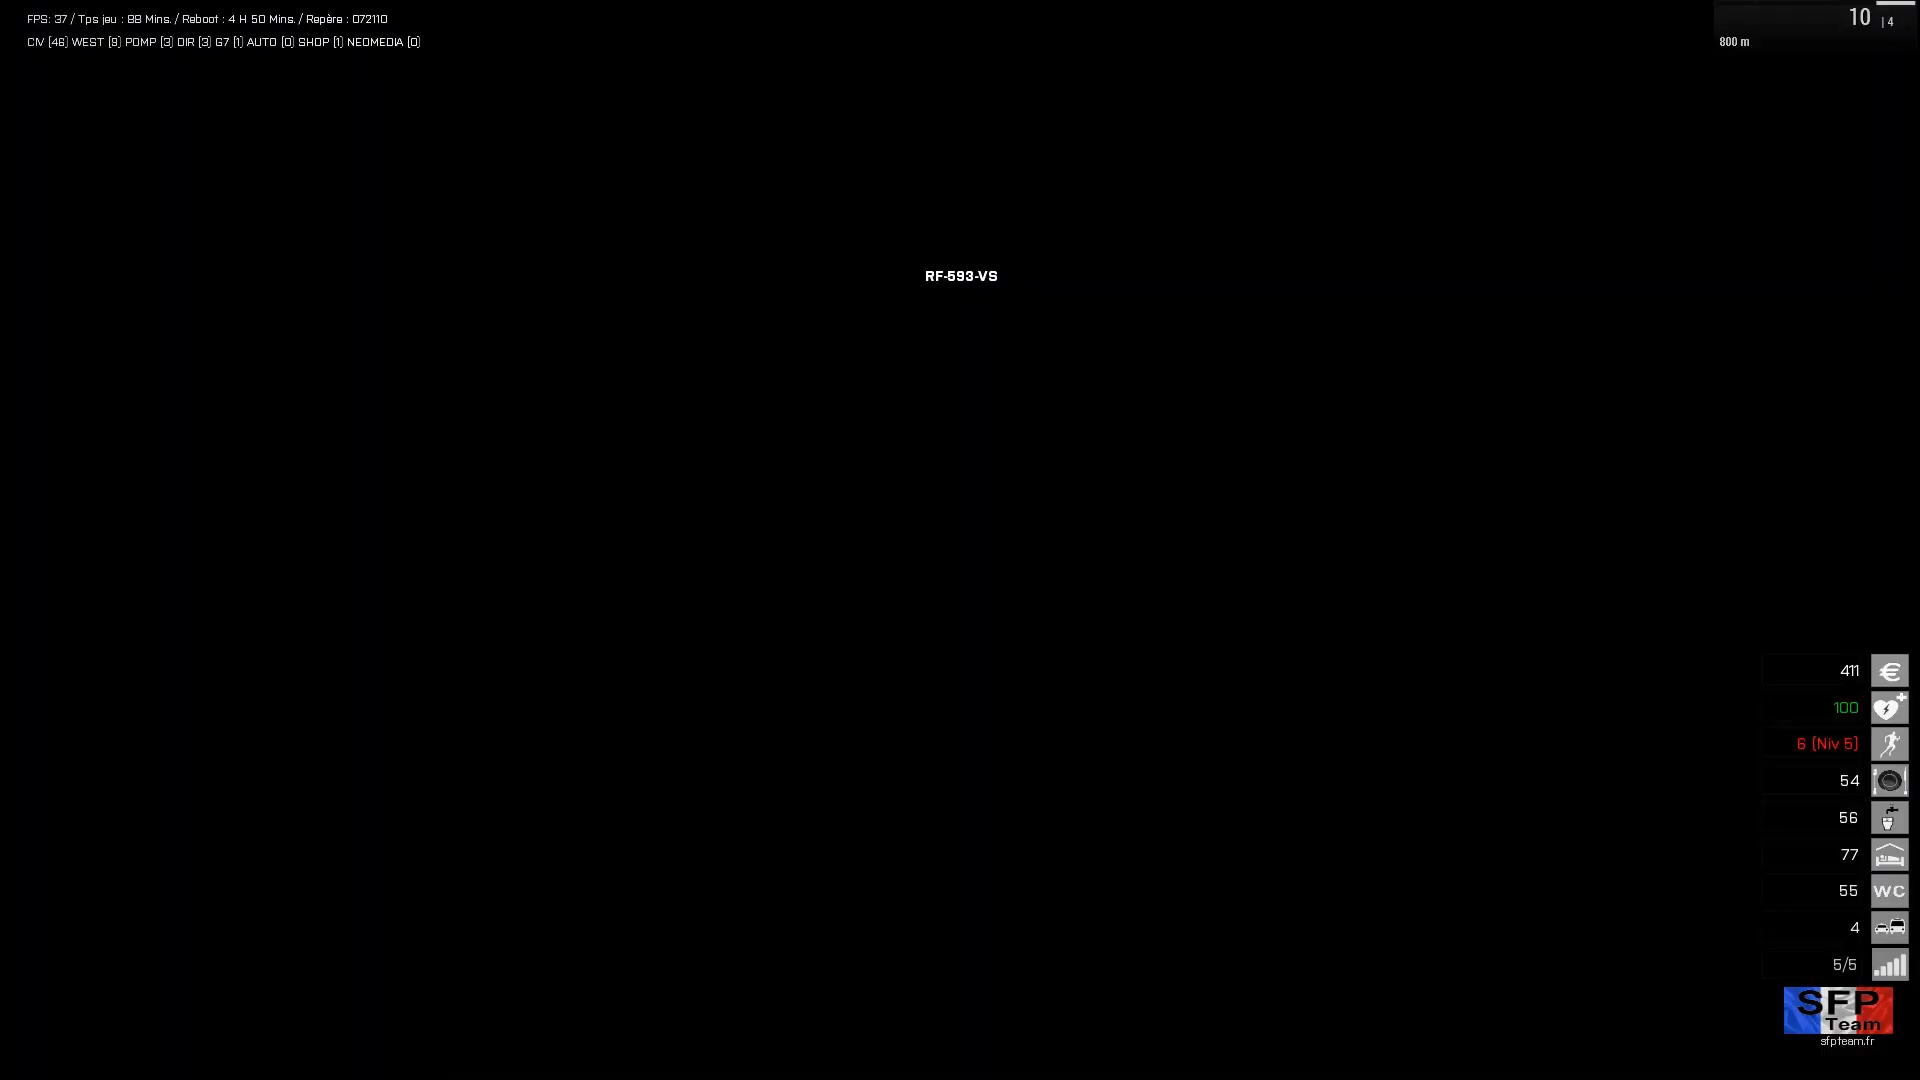 FPS: 37 / Tps jeu : 88 Mins. / Reboot : 4 H 50 Mins. / Repère : 072110
CIV (46) WEST (9) POMP (3) DIR (3) G7 (1) AUTO (0) SHOP (1) NEOMEDIA (0)
10 | 4
800 m
RF-593-VS
411 €
100
6 (Niv 5)
54
56
77
55 WC
4
5/5
SFP
Team
sfpteam.fr